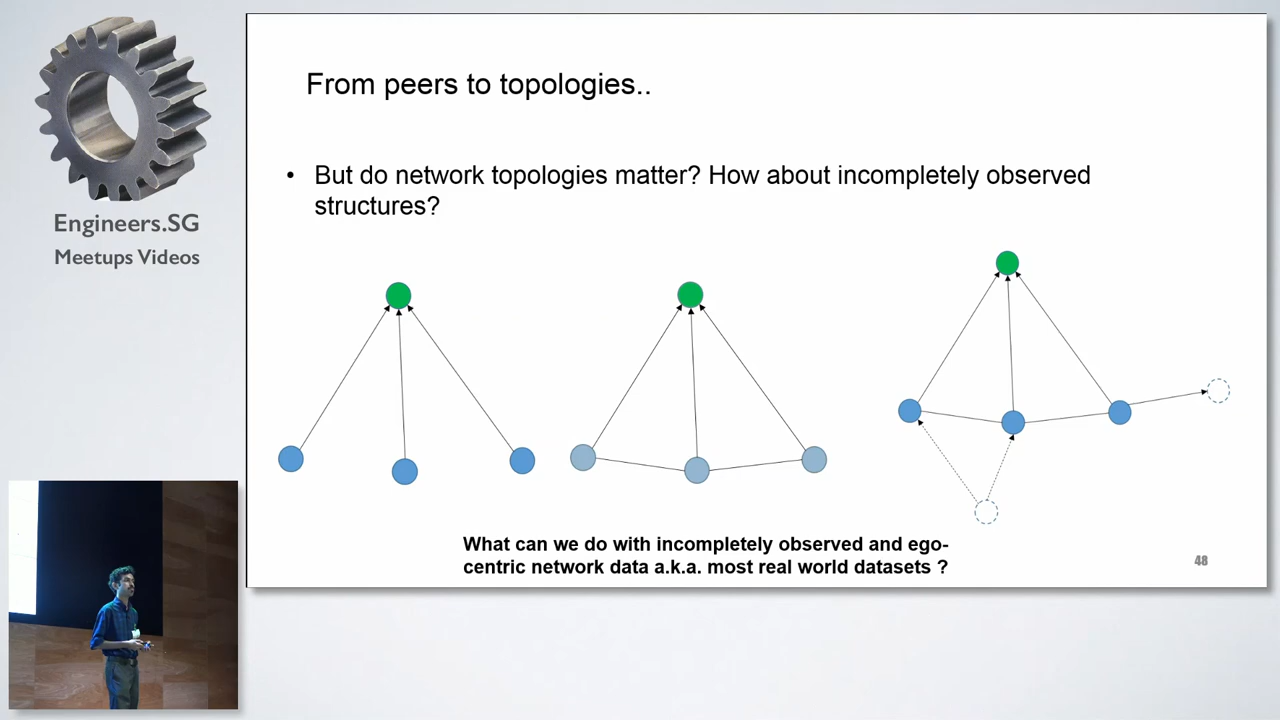 Engineers.SG
Meetups Videos
From peers to topologies..
• But do network topologies matter? How about incompletely observed
structures?
What can we do with incompletely observed and ego-
centric network data a.k.a. most real world datasets ?
48